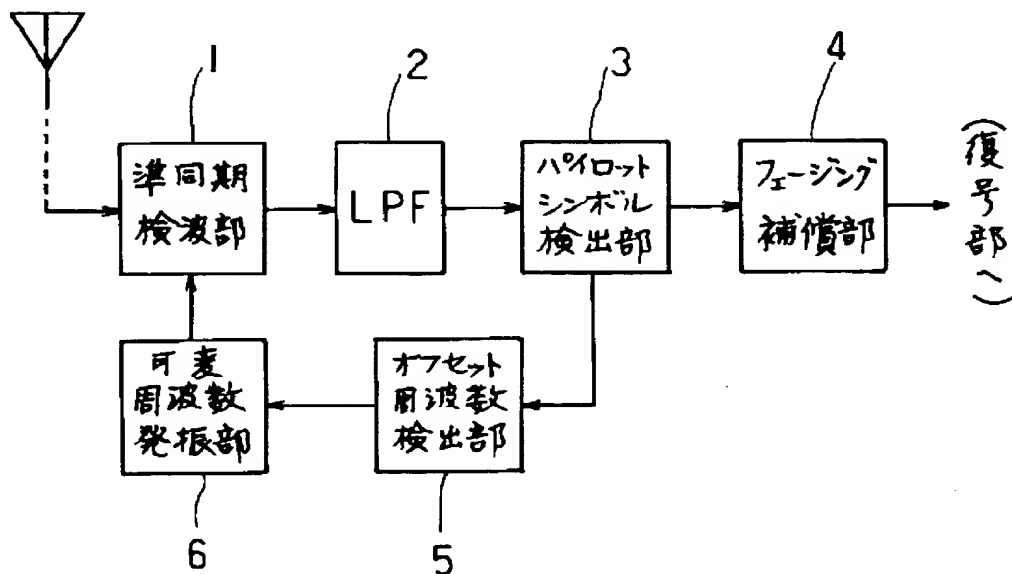 1
準同期
検波部
2
LPF
3
パイロット
シンボル
検出部
4
フェージング
補償部
(復号部へ)
可変
周波数
発振部
6
オフセット
周波数
検出部
5